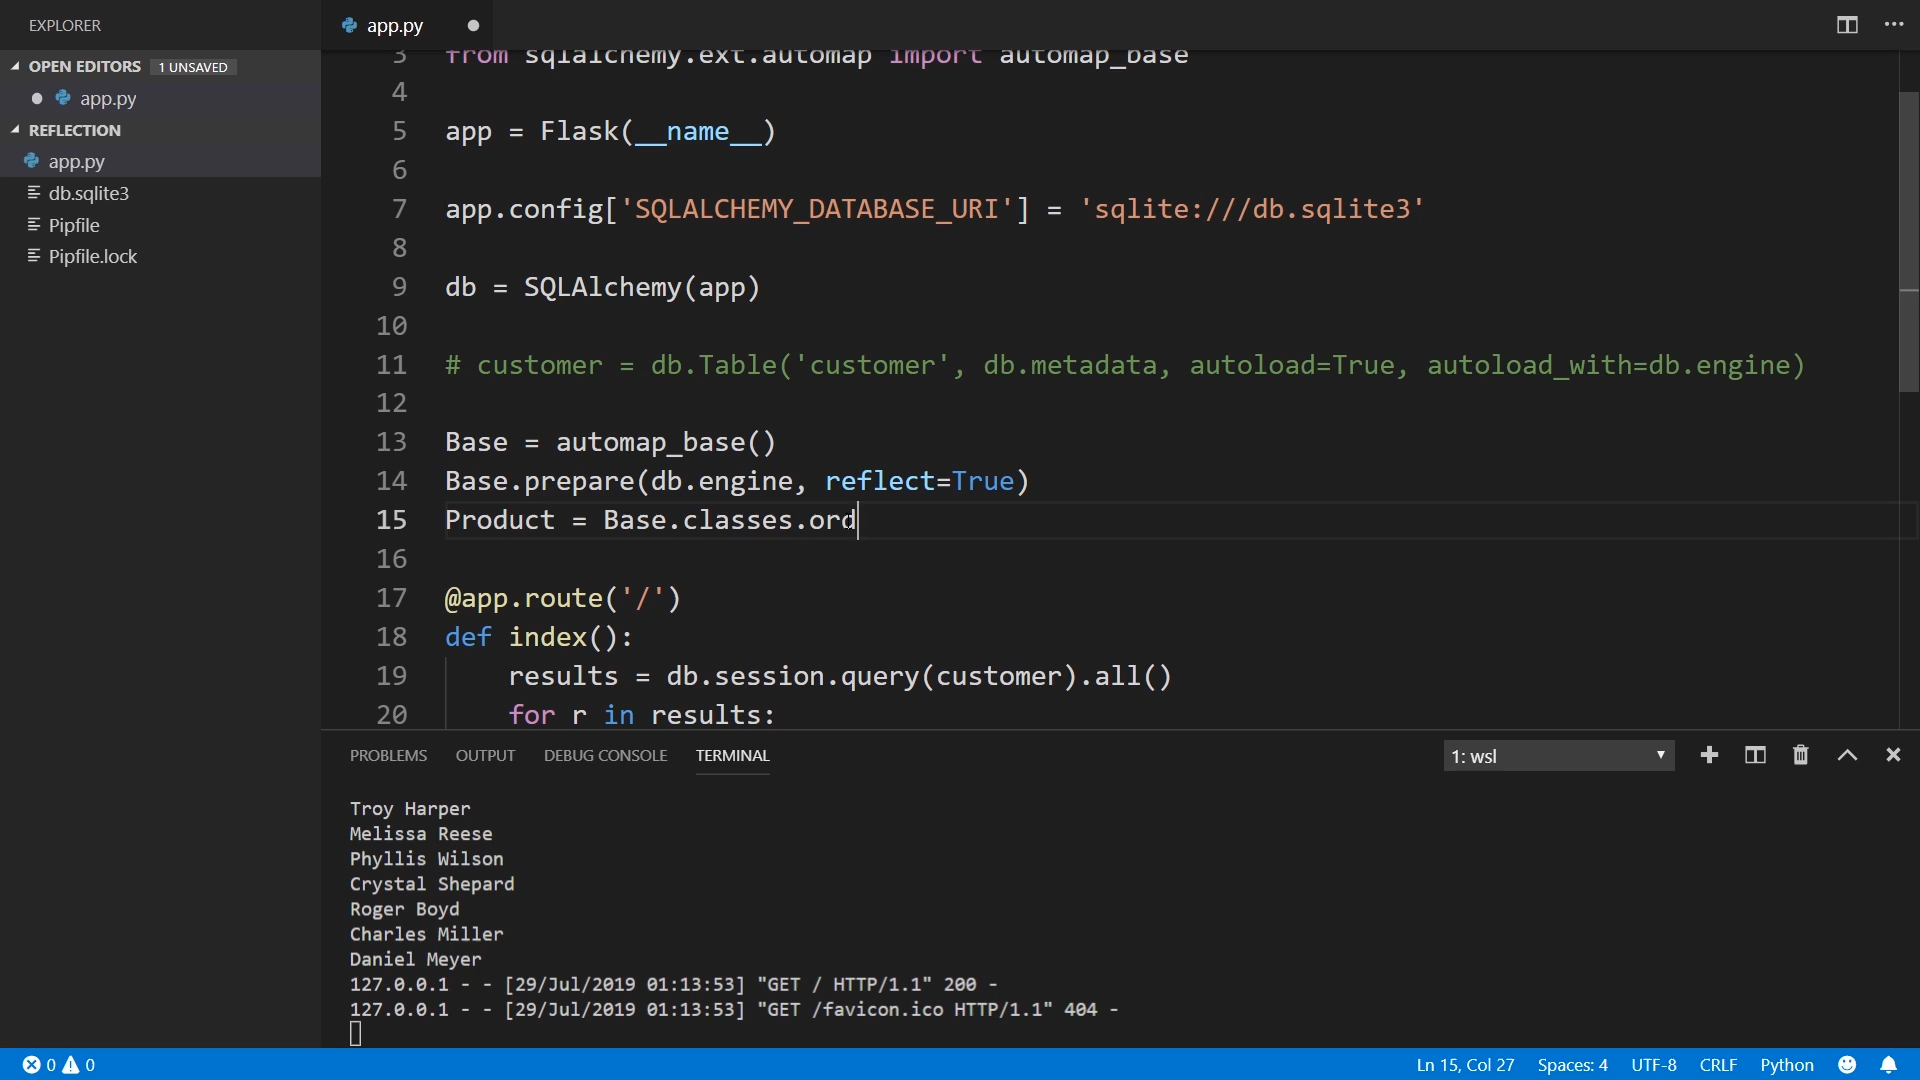 EXPLORER
OPEN EDITORS 1 UNSAVED
app.py
REFLECTION
app.py
db.sqlite3
Pipfile
Pipfile.lock
app.py
3 from sqlalchemy.ext.automap import automap_base
4
5 app = Flask(__name__)
6
7 app.config['SQLALCHEMY_DATABASE_URI'] = 'sqlite:///db.sqlite3'
8
9 db = SQLAlchemy(app)
10
11 # customer = db.Table('customer', db.metadata, autoload=True, autoload_with=db.engine)
12
13 Base = automap_base()
14 Base.prepare(db.engine, reflect=True)
15 Product = Base.classes.ord
16
17 @app.route('/')
18 def index():
19     results = db.session.query(customer).all()
20     for r in results:
PROBLEMS OUTPUT DEBUG CONSOLE TERMINAL 1: wsl
Troy Harper
Melissa Reese
Phyllis Wilson
Crystal Shepard
Roger Boyd
Charles Miller
Daniel Meyer
127.0.0.1 - - [29/Jul/2019 01:13:53] "GET / HTTP/1.1" 200 -
127.0.0.1 - - [29/Jul/2019 01:13:53] "GET /favicon.ico HTTP/1.1" 404 -
0 0 Ln 15, Col 27 Spaces: 4 UTF-8 CRLF Python